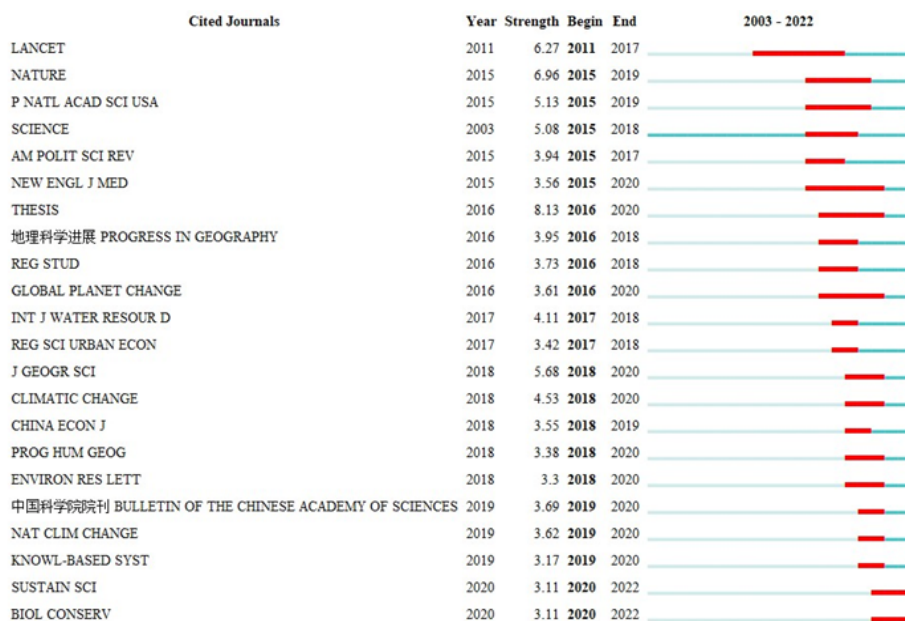 Cited Journals Year Strength Begin End 2003 - 2022
LANCET 2011 6.27 2011 2017
NATURE 2015 6.96 2015 2019
P NATL ACAD SCI USA 2015 5.13 2015 2019
SCIENCE 2003 5.08 2015 2018
AM POLIT SCI REV 2015 3.94 2015 2017
NEW ENGL J MED 2015 3.56 2015 2020
THESIS 2016 8.13 2016 2020
地理科学进展 PROGRESS IN GEOGRAPHY 2016 3.95 2016 2018
REG STUD 2016 3.73 2016 2018
GLOBAL PLANET CHANGE 2016 3.61 2016 2020
INT J WATER RESOUR D 2017 4.11 2017 2018
REG SCI URBAN ECON 2017 3.42 2017 2018
J GEOGR SCI 2018 5.68 2018 2020
CLIMATIC CHANGE 2018 4.53 2018 2020
CHINA ECON J 2018 3.55 2018 2019
PROG HUM GEOG 2018 3.38 2018 2020
ENVIRON RES LETT 2018 3.3 2018 2020
中国科学院院刊 BULLETIN OF THE CHINESE ACADEMY OF SCIENCES 2019 3.69 2019 2020
NAT CLIM CHANGE 2019 3.62 2019 2020
KNOWL-BASED SYST 2019 3.17 2019 2020
SUSTAIN SCI 2020 3.11 2020 2022
BIOL CONSERV 2020 3.11 2020 2022